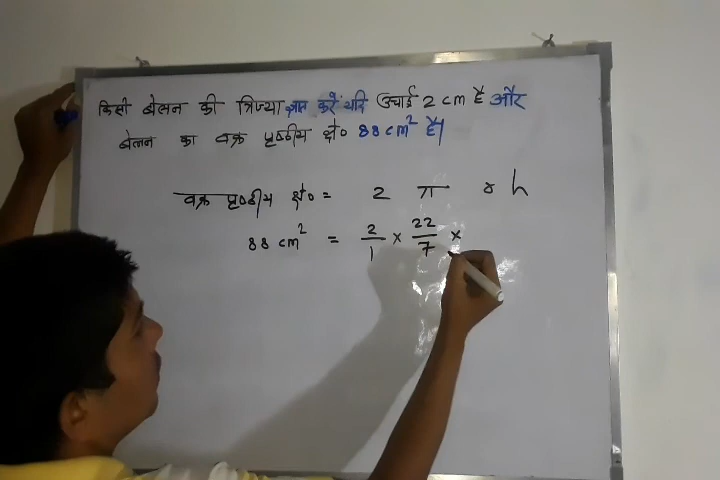 किसी बेलन की त्रिज्या ज्ञात करें यदि उचाई 2 cm है और
बेलन का वक्र पृष्ठीय क्षे० 88 cm² है।
वक्र पृष्ठीय क्षे० = 2 π r h
88 cm² = 2/1 × 22/7 ×